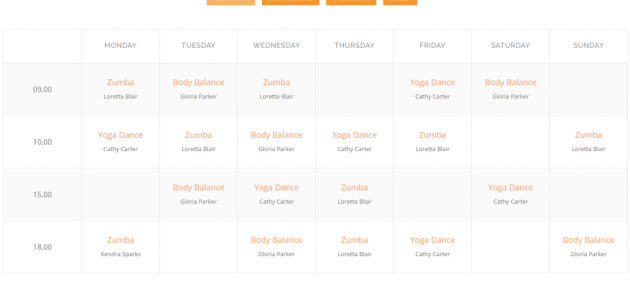 MONDAY TUESDAY WEDNESDAY THURSDAY FRIDAY SATURDAY SUNDAY
09.00 Zumba Body Balance Zumba Yoga Dance Body Balance
Loretta Blair Gloria Parker Loretta Blair Cathy Carter Gloria Parker
10.00 Yoga Dance Zumba Body Balance Yoga Dance Zumba Zumba
Cathy Carter Loretta Blair Gloria Parker Cathy Carter Loretta Blair Loretta Blair
15.00 Body Balance Yoga Dance Zumba Yoga Dance
Gloria Parker Cathy Carter Loretta Blair Cathy Carter
18.00 Zumba Body Balance Zumba Yoga Dance Body Balance
Kendra Sparks Gloria Parker Loretta Blair Cathy Carter Gloria Parker